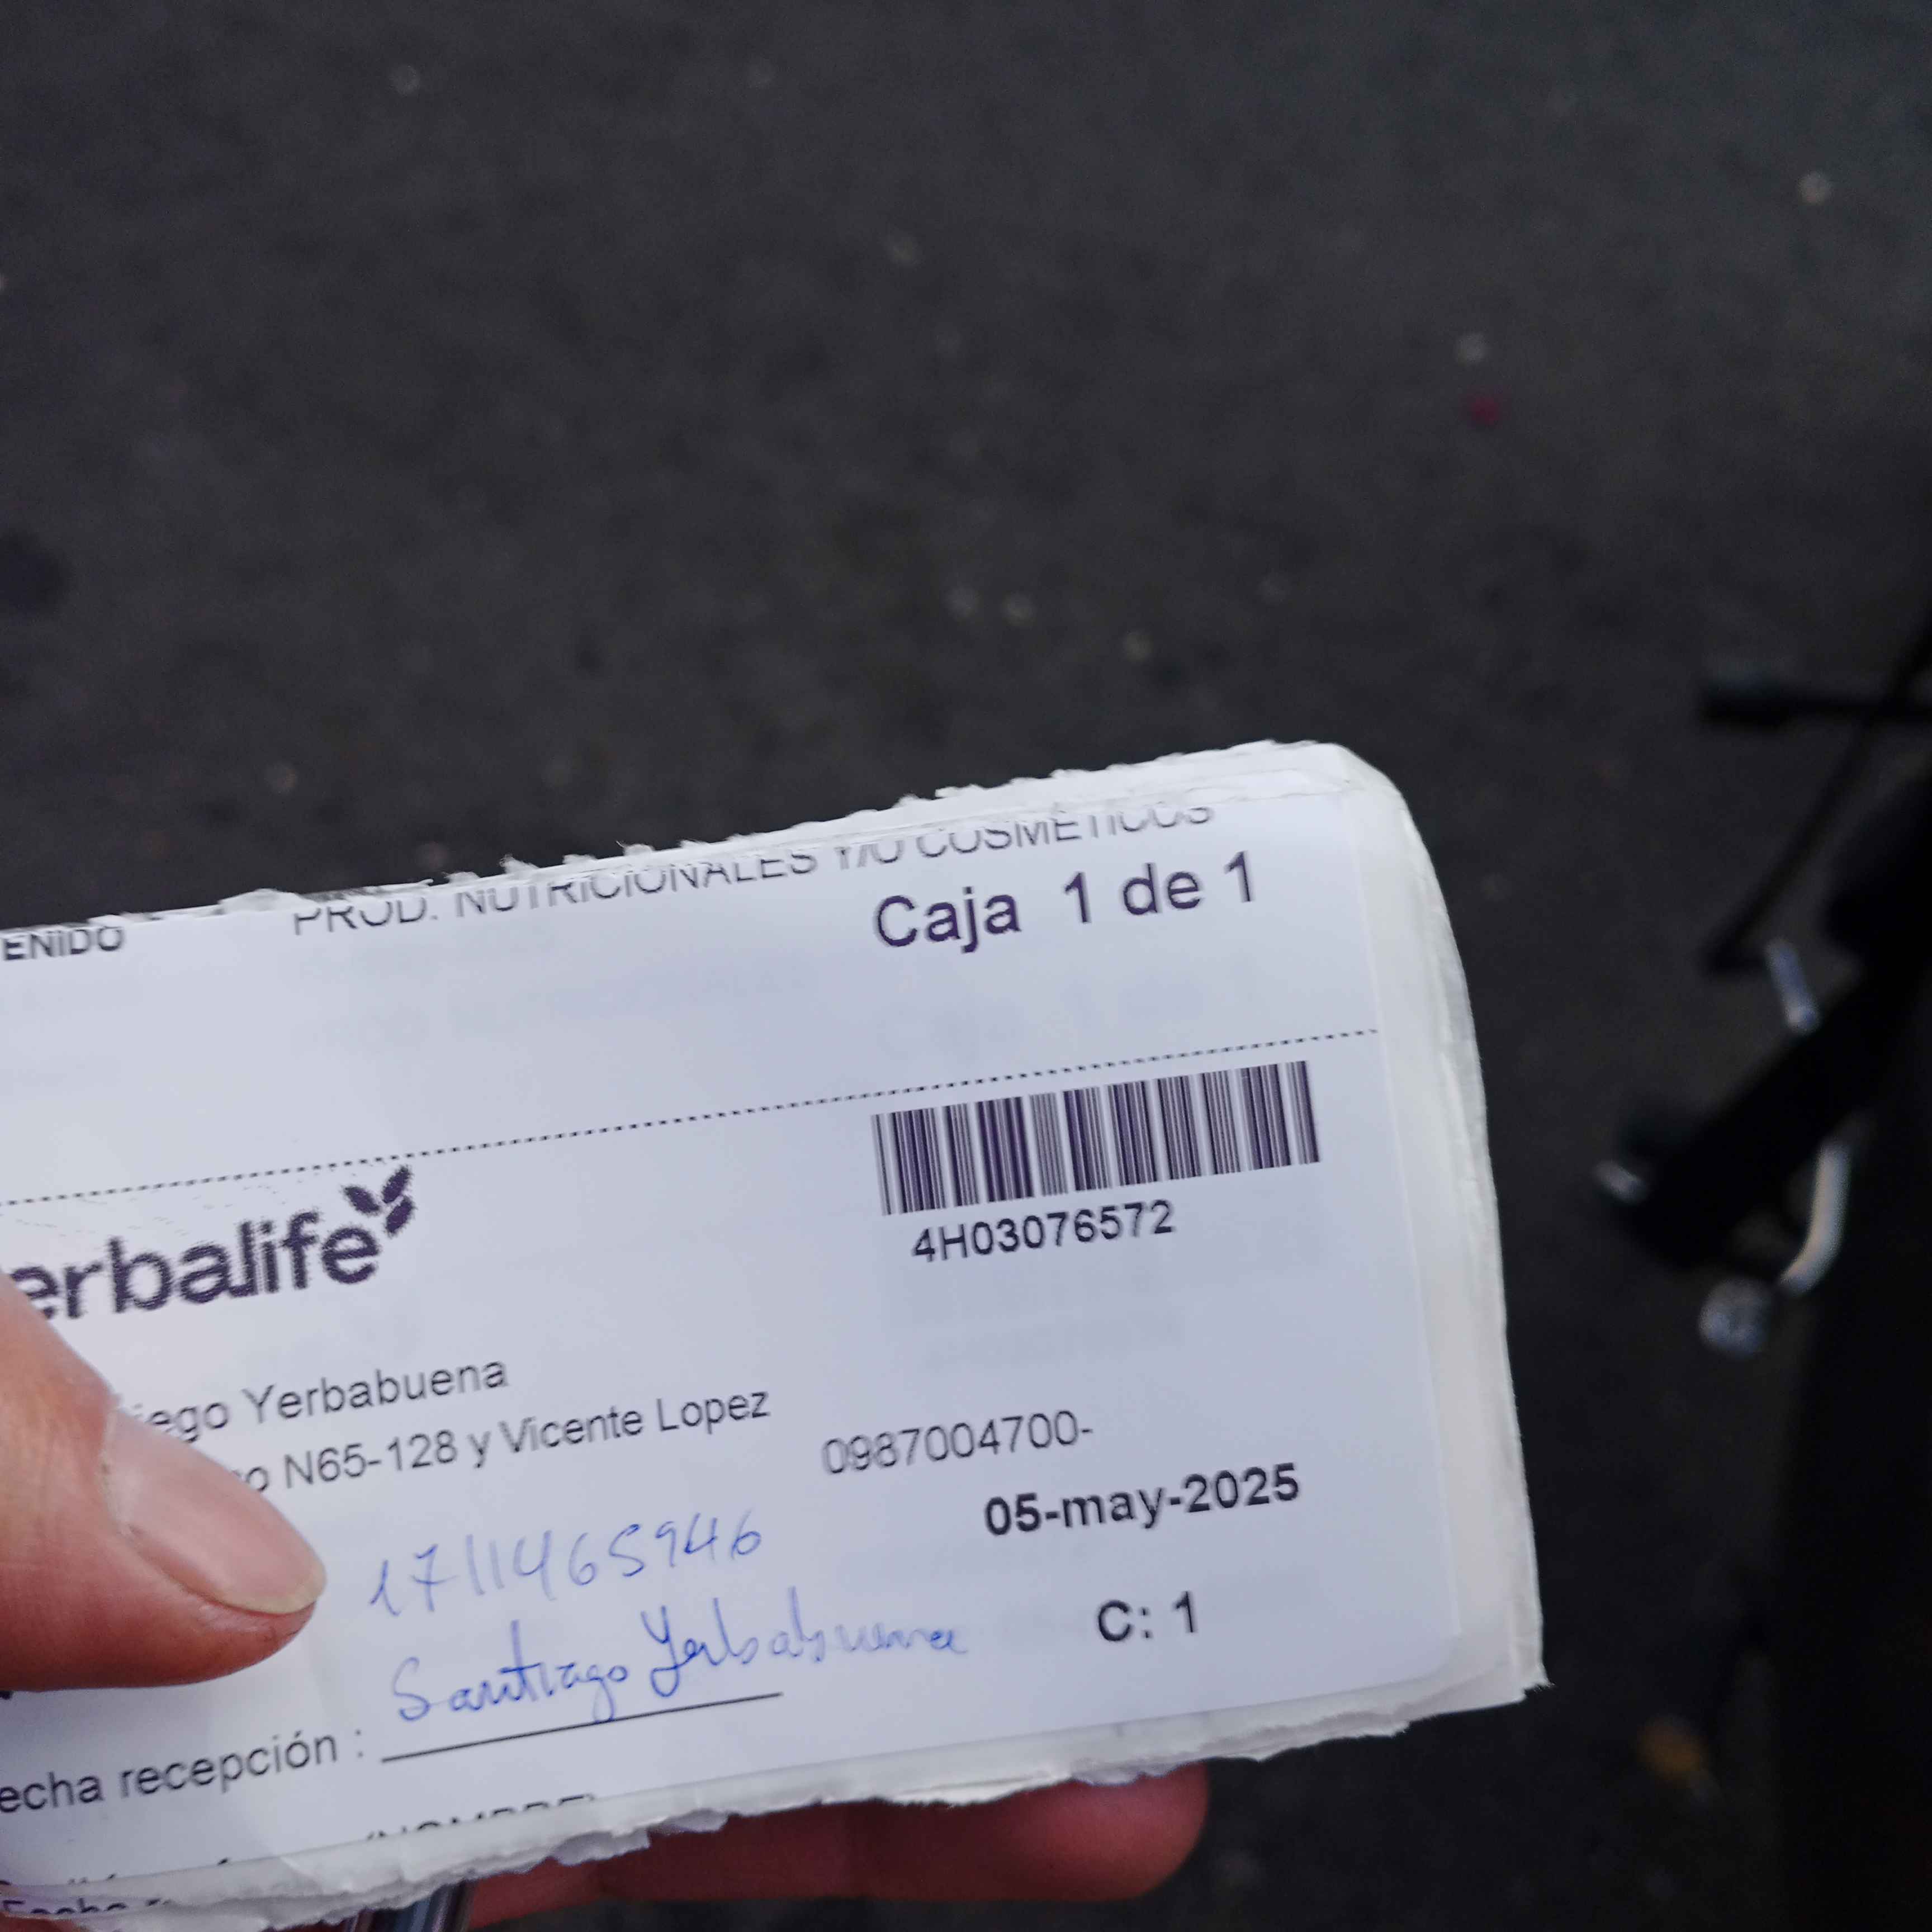 ENIDO PROD. NUTRICIONALES Y/O COSMÉTICOS
Caja 1 de 1
erbalife
4H03076572
iego Yerbabuena
o N65-128 y Vicente Lopez
0987004700-
05-may-2025
1711465946
Santiago Yerbabuena
C: 1
echa recepción :